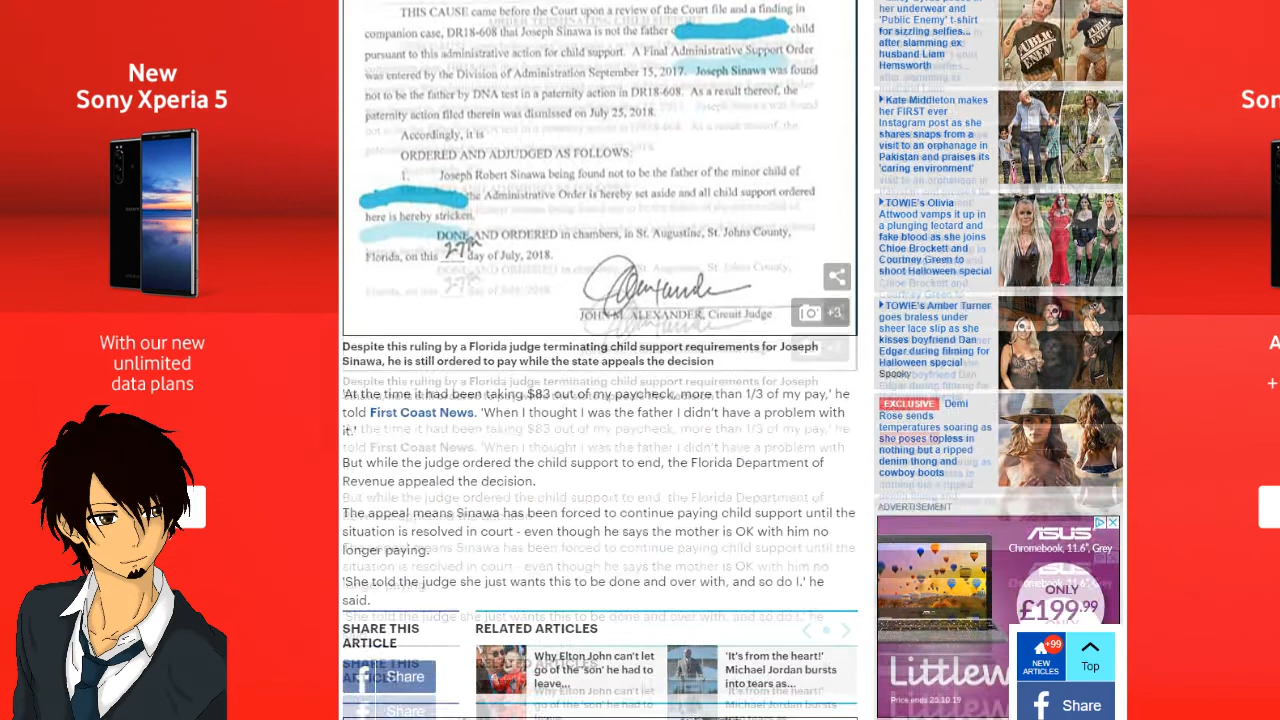 New
Sony Xperia 5
With our new
unlimited
data plans
THIS CAUSE came before the Court upon a review of the Court file and a finding in
companion case, DR18-608 that Joseph Sinawa is not the father child
pursuant to this administrative action for child support. A Final Administrative Support Order
was entered by the Division of Administration September 15, 2017. Joseph Sinawa was found
not to be the father by DNA test in a paternity action in DR18-608. As a result thereof, the
paternity action filed therein was dismissed on July 25, 2018.
Accordingly, it is
ORDERED AND ADJUDGED AS FOLLOWS:
1. Joseph Robert Sinawa being found not to be the father of the minor child of
the Administrative Order is hereby set aside and all child support ordered
here is hereby stricken.
DONE AND ORDERED in chambers, in St. Augustine, St. Johns County,
Florida, on this 27th day of July, 2018.
JOHN M. ALEXANDER, Circuit Judge
+3
Despite this ruling by a Florida judge terminating child support requirements for Joseph
Sinawa, he is still ordered to pay while the state appeals the decision
'At the time it had been taking $83 out of my paycheck, more than 1/3 of my pay,' he
told First Coast News. 'When I thought I was the father I didn't have a problem with
it.'
But while the judge ordered the child support to end, the Florida Department of
Revenue appealed the decision.
The appeal means Sinawa has been forced to continue paying child support until the
situation is resolved in court - even though he says the mother is OK with him no
longer paying.
'She told the judge she just wants this to be done and over with, and so do I.' he
said.
SHARE THIS
ARTICLE
Share
RELATED ARTICLES
Why Elton John can't let
go of the 'son' he had to
leave...
'It's from the heart!'
Michael Jordan bursts
into tears as...
her underwear and
'Public Enemy' t-shirt
for sizzling selfies...
after slamming ex
husband Liam
Hemsworth
PUBLIC
ENEMY
Kate Middleton makes
her FIRST ever
Instagram post as she
shares snaps from a
visit to an orphanage in
Pakistan and praises its
'caring environment'
TOWIE's Olivia
Attwood vamps it up in
a plunging leotard and
fake blood as she joins
Chloe Brockett and
Courtney Green to
shoot Halloween special
TOWIE's Amber Turner
goes braless under
sheer lace slip as she
kisses boyfriend Dan
Edgar during filming for
Halloween special
Spooky
EXCLUSIVE Demi
Rose sends
temperatures soaring as
she poses topless in
nothing but a ripped
denim thong and
cowboy boots
ADVERTISEMENT
ASUS
Chromebook, 11.6", Grey
ONLY
£199.99
Littlew
Price ends 25.10.19
+99
NEW
ARTICLES
Top
Share
Son
A
+